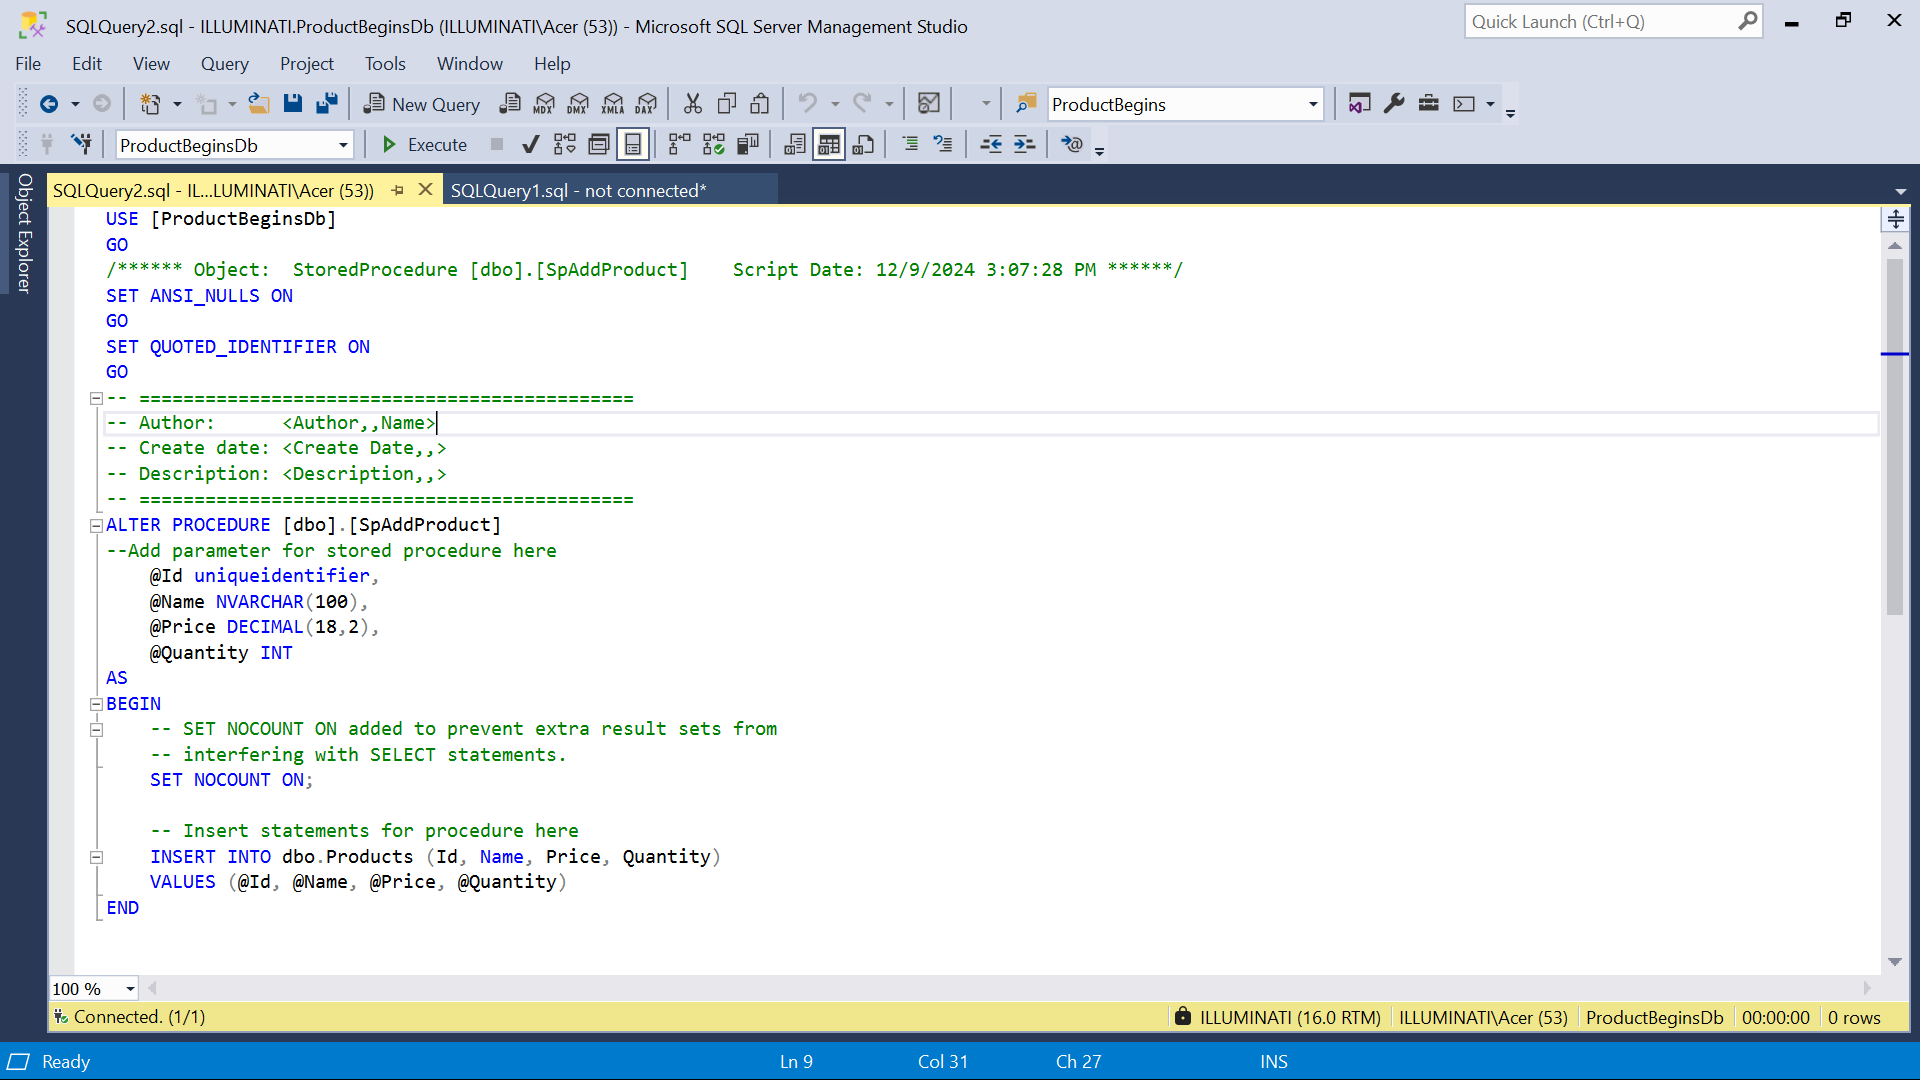 SQLQuery2.sql - ILLUMINATI.ProductBeginsDb (ILLUMINATI\Acer (53)) - Microsoft SQL Server Management Studio
Quick Launch (Ctrl+Q)
File Edit View Query Project Tools Window Help
New Query MDX DMX XMLA DAX ProductBegins
ProductBeginsDb Execute
Object Explorer
SQLQuery2.sql - IL...LUMINATI\Acer (53)) SQLQuery1.sql - not connected*
USE [ProductBeginsDb]
GO
/****** Object:  StoredProcedure [dbo].[SpAddProduct]    Script Date: 12/9/2024 3:07:28 PM ******/
SET ANSI_NULLS ON
GO
SET QUOTED_IDENTIFIER ON
GO
-- =============================================
-- Author:      <Author,,Name>
-- Create date: <Create Date,,>
-- Description: <Description,,>
-- =============================================
ALTER PROCEDURE [dbo].[SpAddProduct]
--Add parameter for stored procedure here
    @Id uniqueidentifier,
    @Name NVARCHAR(100),
    @Price DECIMAL(18,2),
    @Quantity INT
AS
BEGIN
    -- SET NOCOUNT ON added to prevent extra result sets from
    -- interfering with SELECT statements.
    SET NOCOUNT ON;
    -- Insert statements for procedure here
    INSERT INTO dbo.Products (Id, Name, Price, Quantity)
    VALUES (@Id, @Name, @Price, @Quantity)
END
100 %
Connected. (1/1) ILLUMINATI (16.0 RTM) ILLUMINATI\Acer (53) ProductBeginsDb 00:00:00 0 rows
Ready Ln 9 Col 31 Ch 27 INS